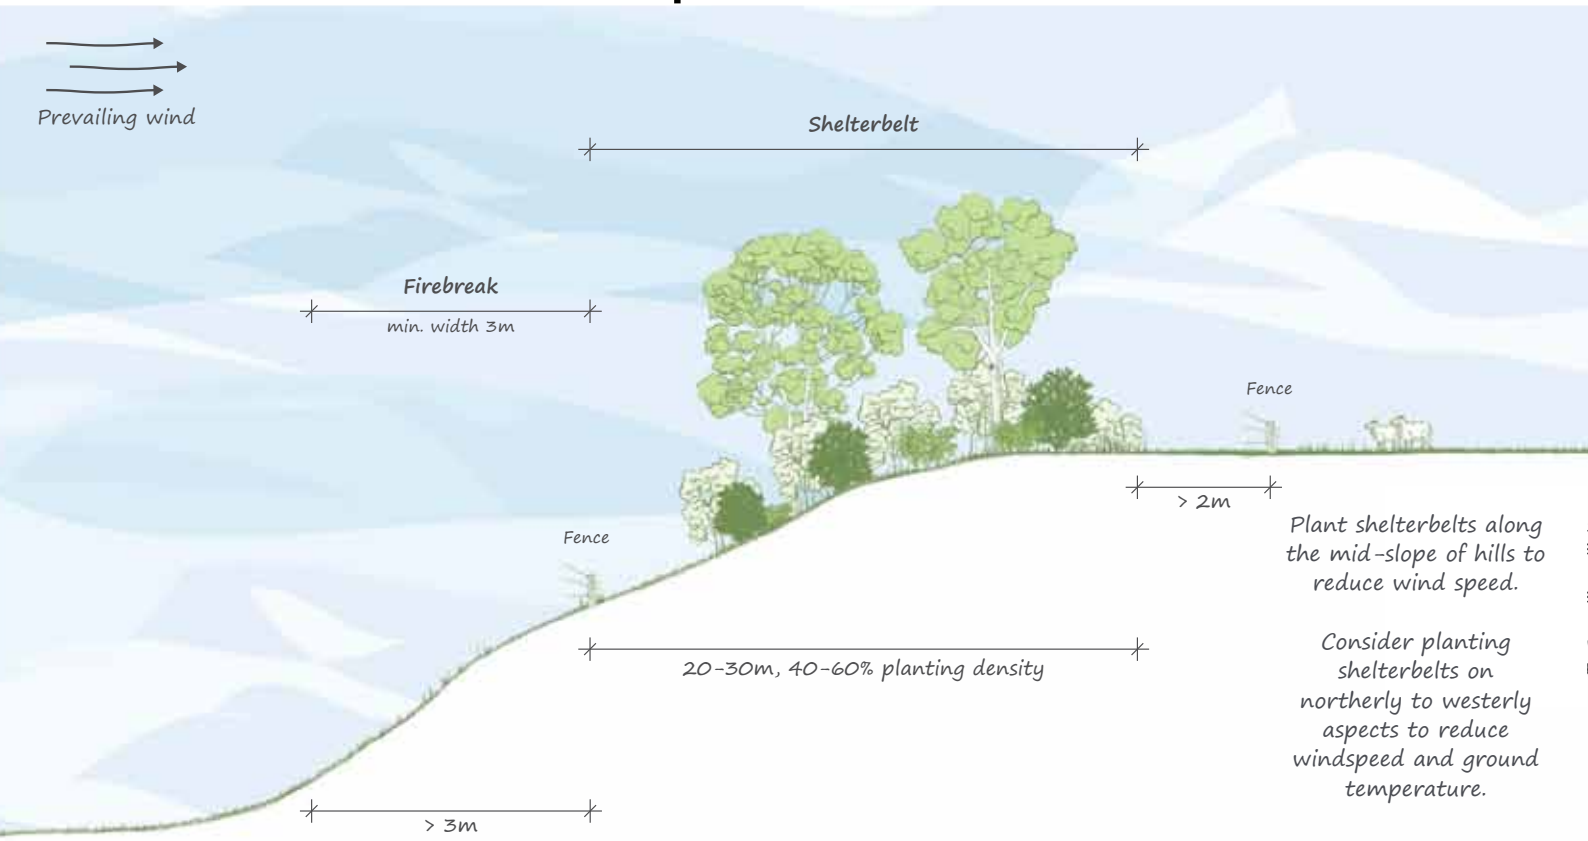 Prevailing wind
Shelterbelt
Firebreak
min. width 3m
Fence
> 2m
Fence
Plant shelterbelts along
the mid-slope of hills to
reduce wind speed.
20-30m, 40-60% planting density
Consider planting
shelterbelts on
northerly to westerly
aspects to reduce
windspeed and ground
temperature.
> 3m